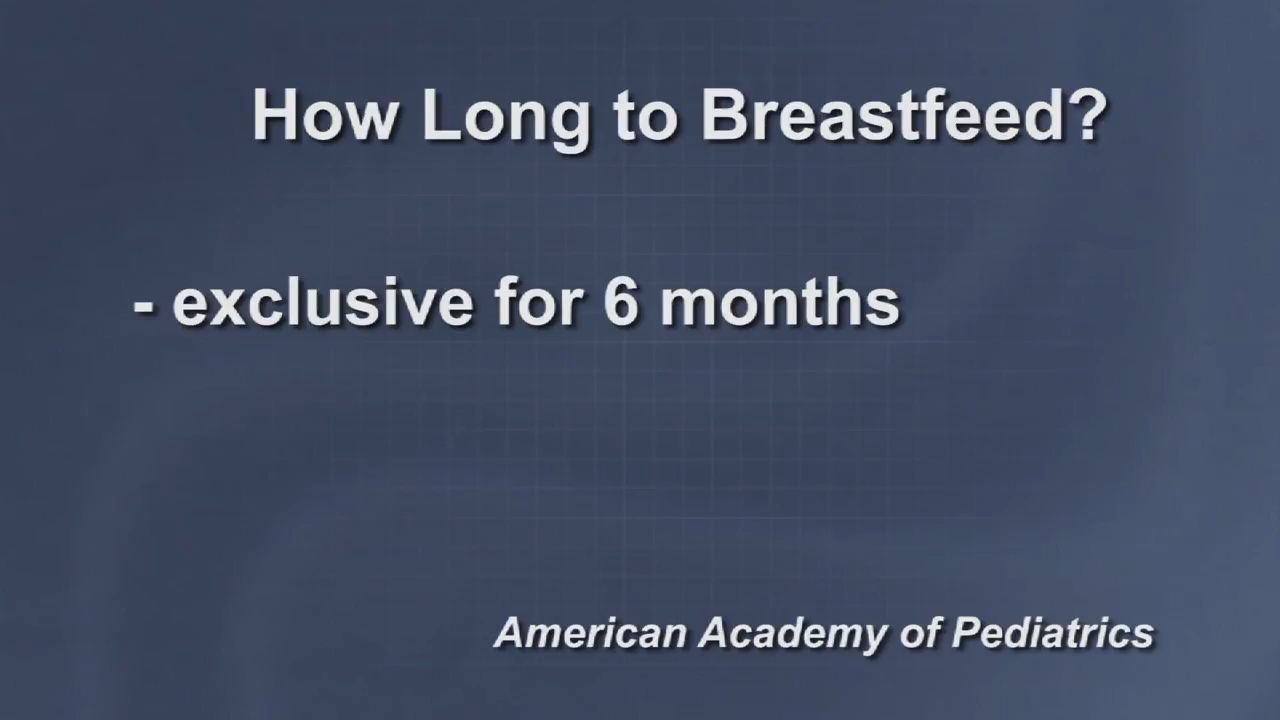 How Long to Breastfeed?
- exclusive for 6 months
American Academy of Pediatrics